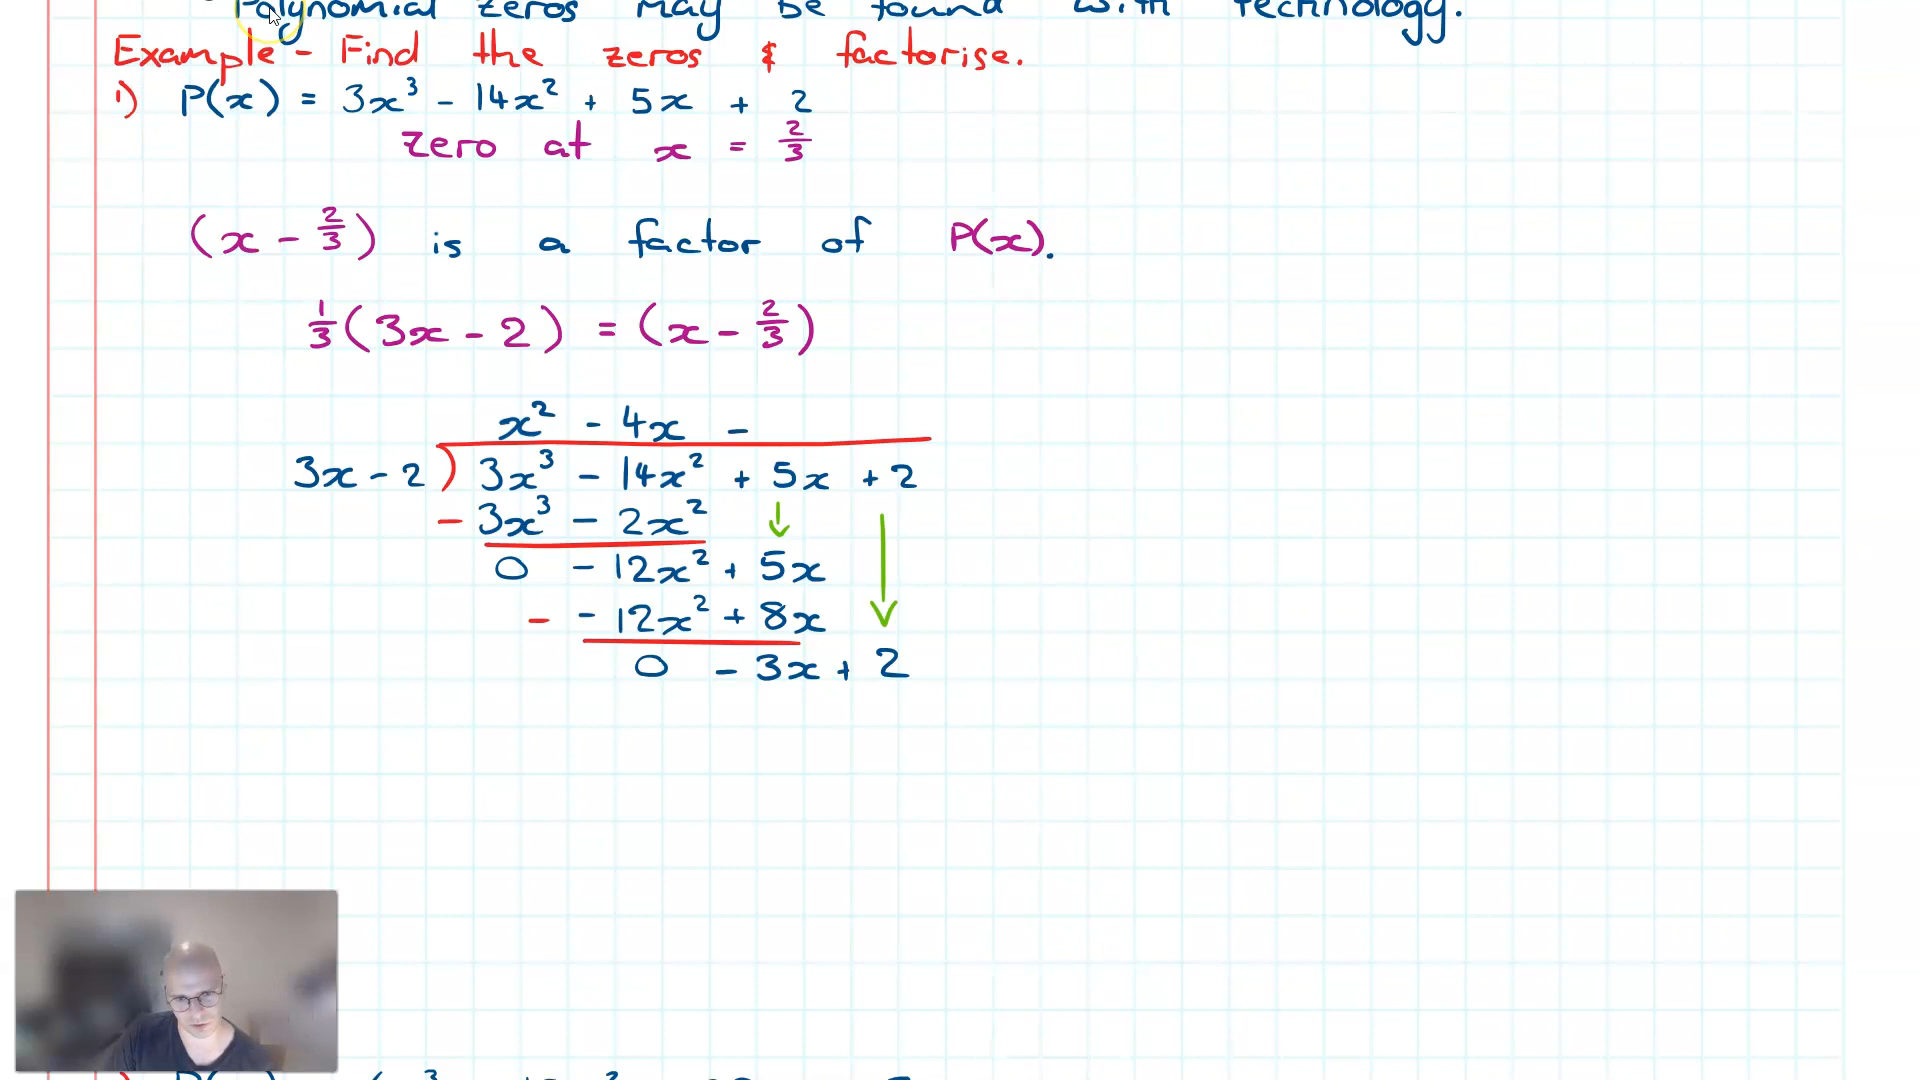 Polynomial zeros may be found with technology.
Example - Find the zeros & factorise.
1) P(x) = 3x³ - 14x² + 5x + 2
zero at x = 2/3
(x - 2/3) is a factor of P(x).
1/3(3x - 2) = (x - 2/3)
x² - 4x -
3x - 2 ) 3x³ - 14x² + 5x + 2
- 3x³ - 2x²
0 - 12x² + 5x
- - 12x² + 8x
0 - 3x + 2